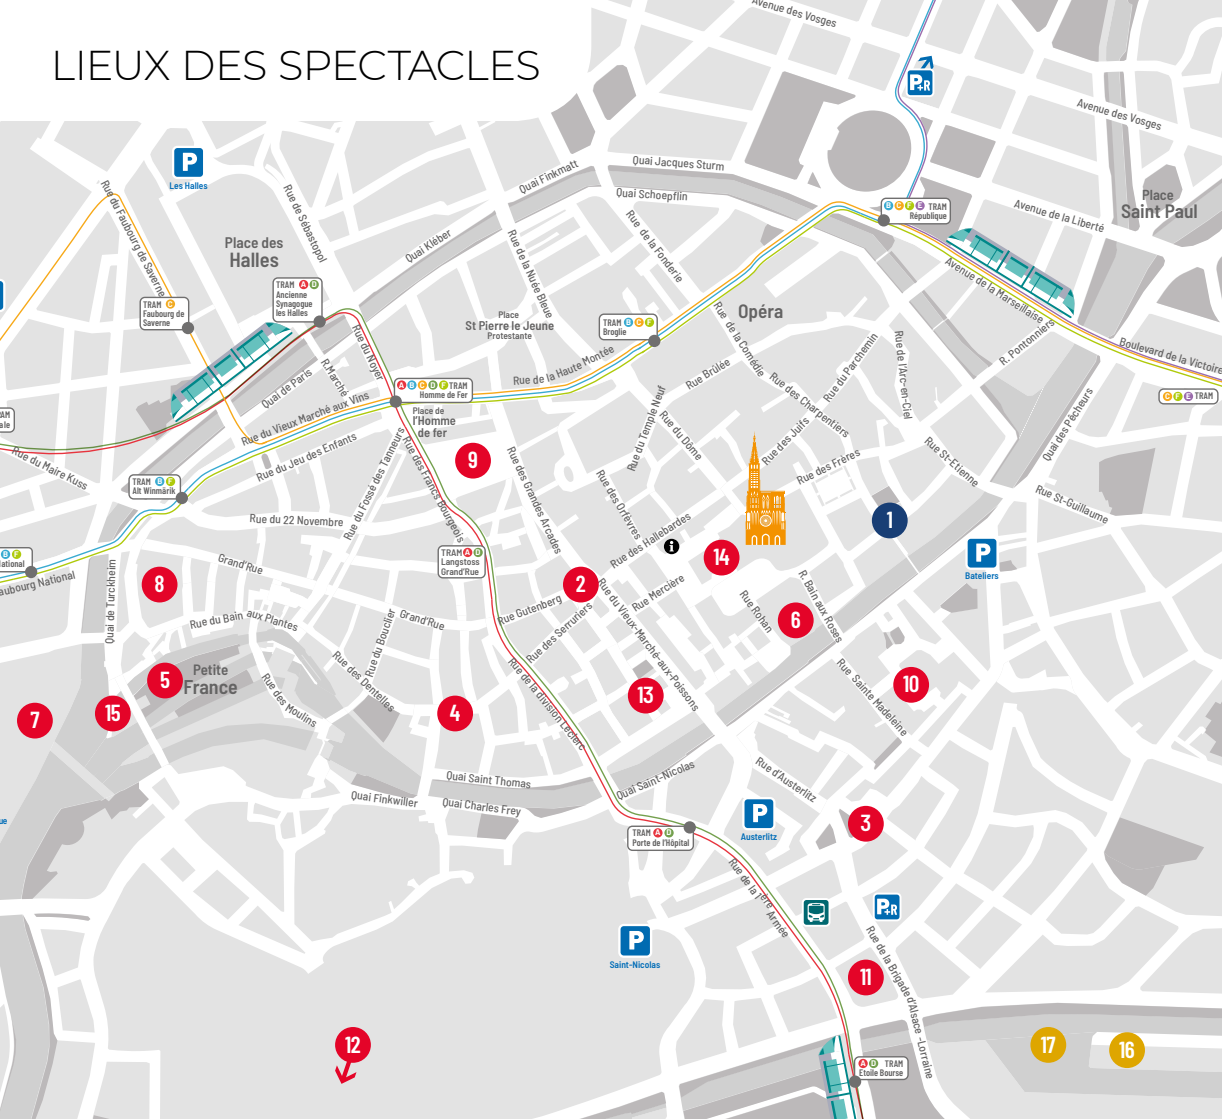 LIEUX DES SPECTACLES
Avenue des Vosges
P+R
Avenue des Vosges
P
Les Halles
Rue du Faubourg de Saverne
Rue de Sébastopol
Quai Finkmatt
Quai Jacques Sturm
Quai Schoepflin
Quai Kléber
Place des
Halles
Rue de la Nuée Bleue
Rue de la Fonderie
B C F E TRAM
République
Avenue de la Liberté
Place
Saint Paul
TRAM C
Faubourg de
Saverne
TRAM A D
Ancienne
Synagogue
les Halles
Place
St Pierre le Jeune
Protestante
TRAM B C F
Broglie
Opéra
Avenue de la Marseillaise
R. Pontonniers
Boulevard de la Victoire
C F E TRAM
Rue du Noyer
R.Marché
Quai de Paris
Rue du Vieux Marché aux Vins
A B C D F TRAM
Homme de Fer
Place de
l'Homme
de fer
Rue de la Haute Montée
Rue de la Comédie
Rue Brûlée
Rue des Charpentiers
Rue du Parchemin
Rue de l'Arc-en-Ciel
Quai des Pêcheurs
Rue du Temple Neuf
Rue du Dôme
Rue des Juifs
Rue des Frères
Rue St-Etienne
Rue St-Guillaume
AM
ale
Rue du Maire Kuss
TRAM B F
Alt Winmärik
Rue du Jeu des Enfants
Rue du Fossé des Tanneurs
Rue des Francs Bourgeois
9
Rue des Grandes Arcades
Rue des Orfèvres
Rue des Hallebardes
i
1
P
Bateliers
Rue du 22 Novembre
B F
ational
aubourg National
Quai de Turckheim
8
Grand'Rue
TRAM A D
Langstoss
Grand'Rue
2
14
Rue Mercière
Rue Gutenberg
Rue des Serruriers
Rue du Vieux-Marché-aux-Poissons
Rue Rohan
R. Bain aux Roses
6
Rue du Bain aux Plantes
Rue du Bouclier
Grand'Rue
Rue des Dentelles
5
Petite
France
Rue des Moulins
7
15
4
Rue de la division Leclerc
13
Rue Sainte Madeleine
10
Quai Saint Thomas
Quai Saint-Nicolas
Rue d'Austerlitz
Quai Finkwiller
Quai Charles Frey
P
Austerlitz
3
ue
TRAM A D
Porte de l'Hôpital
Rue de la 1ère Armée
P+R
P
Saint-Nicolas
Rue de la Brigade d'Alsace -Lorraine
11
12
17
16
A D TRAM
Etoile Bourse